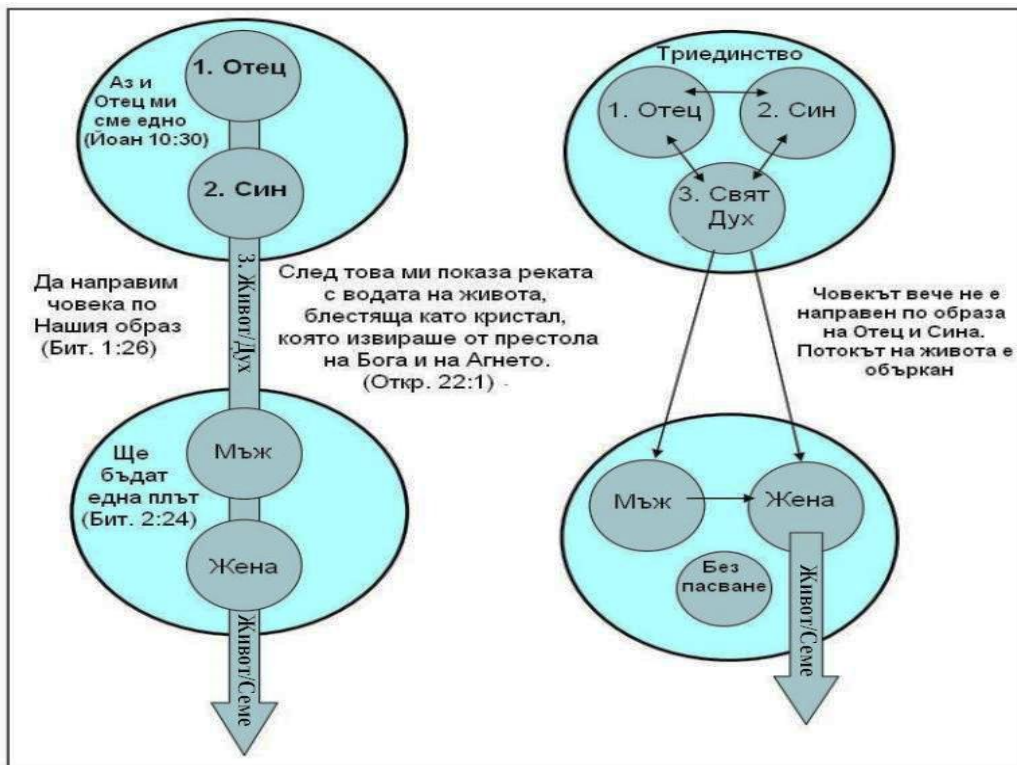 1. Отец
Аз и
Отец ми
сме едно
(Йоан 10:30)
2. Син
3. Живот/Дух
Да направим
човека по
Нашия образ
(Бит. 1:26)
След това ми показа реката
с водата на живота,
блестяща като кристал,
която извираше от престола
на Бога и на Агнето.
(Откр. 22:1)
Мъж
Ще
бъдат
една плът
(Бит. 2:24)
Жена
Живот/Семе
Триединство
1. Отец
2. Син
3. Свят
Дух
Човекът вече не е
направен по образа
на Отец и Сина.
Потокът на живота е
объркан
Мъж
Жена
Без
пасване
Живот/Семе